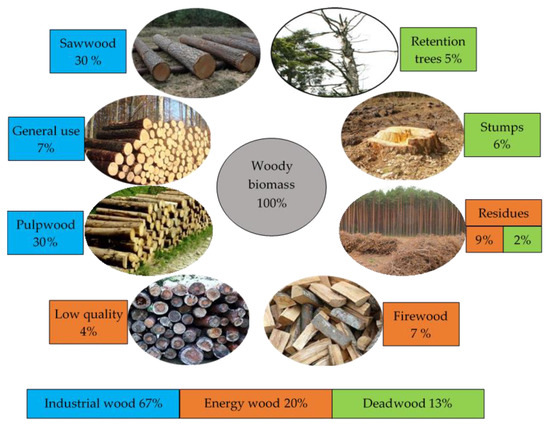 Sawwood
30 %
Retention
trees 5%
General use
7%
Stumps
6%
Woody
biomass
100%
Pulpwood
30%
Residues
9%
2%
Low quality
4%
Firewood
7 %
Industrial wood 67%
Energy wood 20%
Deadwood 13%